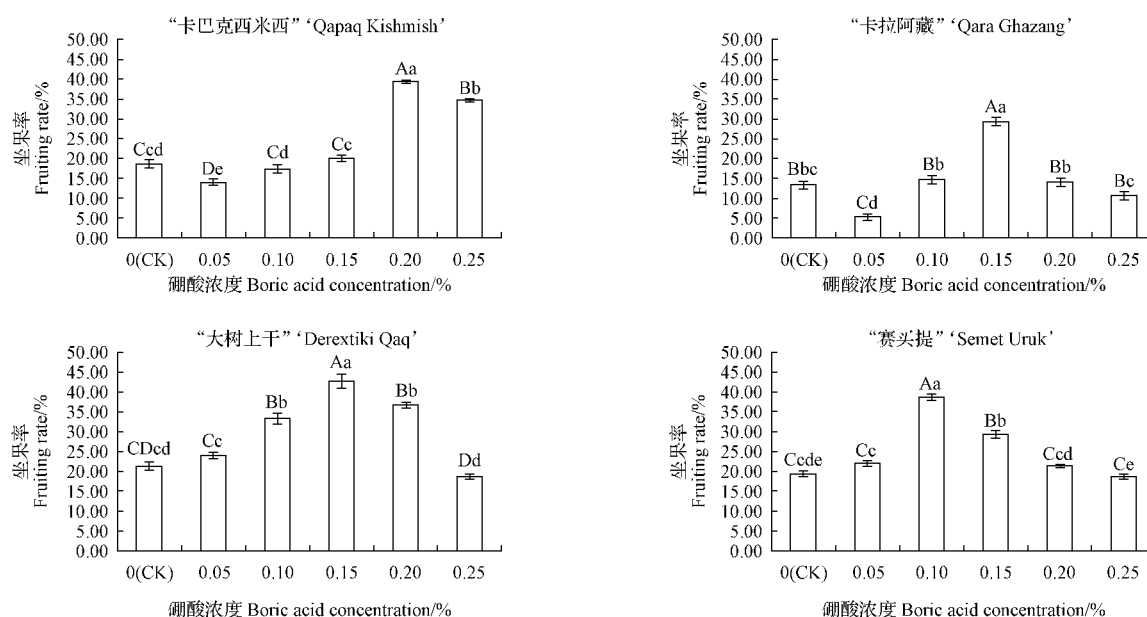 “卡巴克西米西” ‘Qapaq Kishmish’
坐果率
Fruiting rate/%
50.00
45.00
40.00
35.00
30.00
25.00
20.00
15.00
10.00
5.00
0.00
Ccd
De
Cd
Cc
Aa
Bb
0(CK) 0.05 0.10 0.15 0.20 0.25
硼酸浓度 Boric acid concentration/%
“卡拉阿藏” ‘Qara Ghazang’
坐果率
Fruiting rate/%
50.00
45.00
40.00
35.00
30.00
25.00
20.00
15.00
10.00
5.00
0.00
Bbc
Cd
Bb
Aa
Bb
Bc
0(CK) 0.05 0.10 0.15 0.20 0.25
硼酸浓度 Boric acid concentration/%
“大树上干” ‘Derextiki Qaq’
坐果率
Fruiting rate/%
50.00
45.00
40.00
35.00
30.00
25.00
20.00
15.00
10.00
5.00
0.00
CDcd
Cc
Bb
Aa
Bb
Dd
0(CK) 0.05 0.10 0.15 0.20 0.25
硼酸浓度 Boric acid concentration/%
“赛买提” ‘Semet Uruk’
坐果率
Fruiting rate/%
50.00
45.00
40.00
35.00
30.00
25.00
20.00
15.00
10.00
5.00
0.00
Ccde
Cc
Aa
Bb
Ccd
Ce
0(CK) 0.05 0.10 0.15 0.20 0.25
硼酸浓度 Boric acid concentration/%